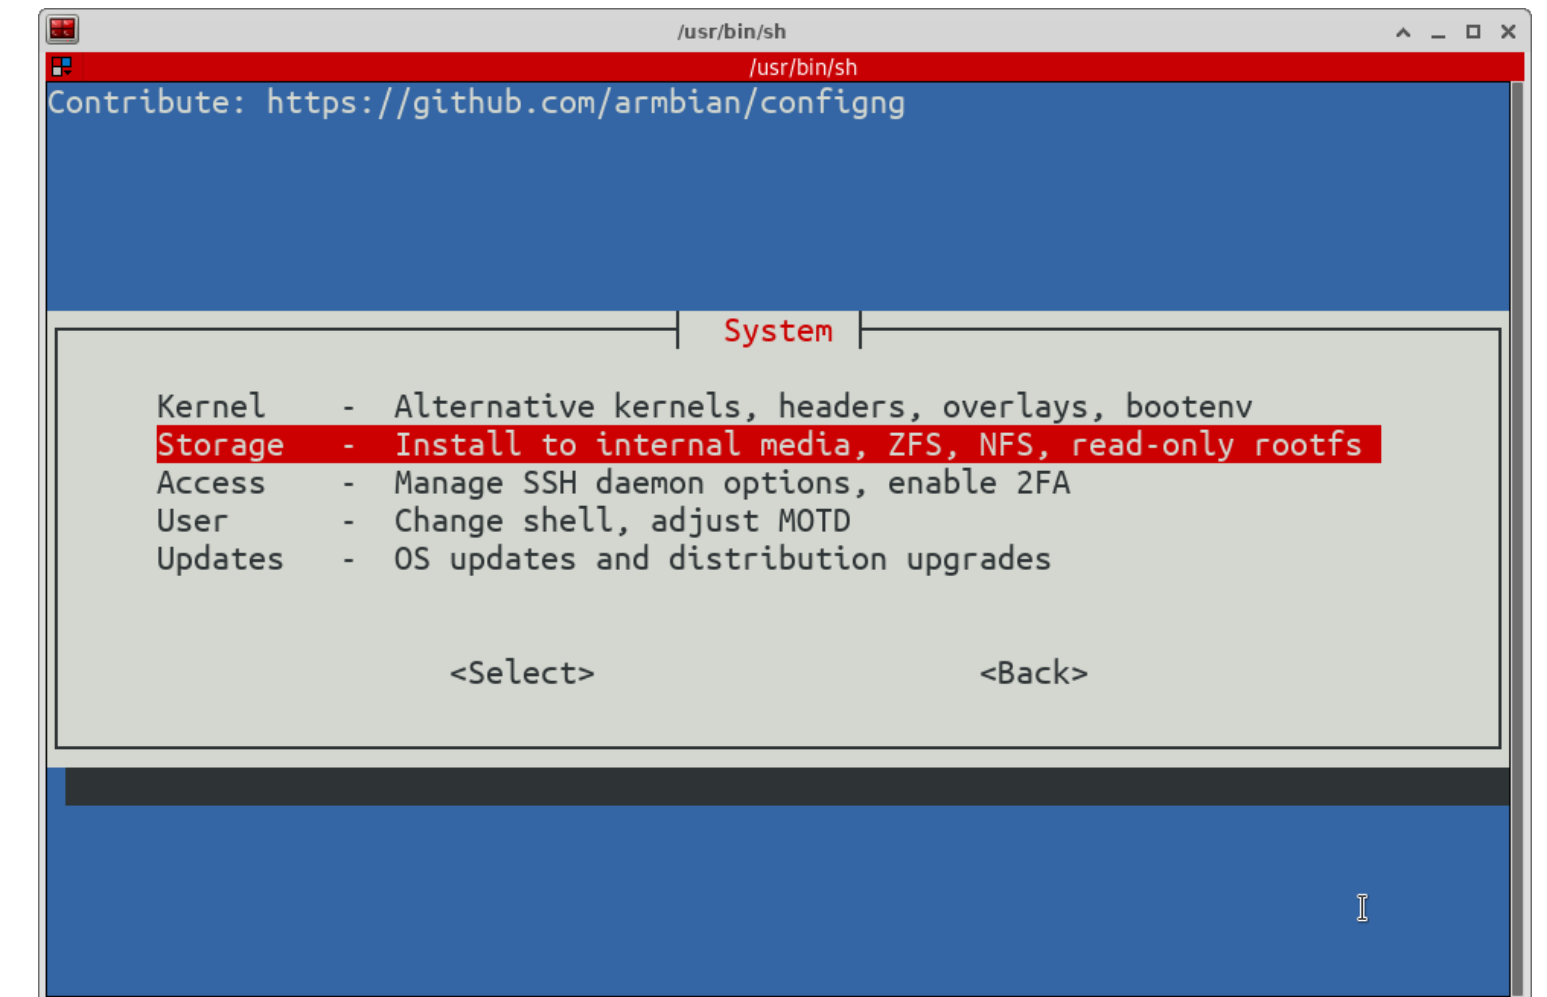 /usr/bin/sh
/usr/bin/sh
Contribute: https://github.com/armbian/configng
System
Kernel - Alternative kernels, headers, overlays, bootenv
Storage - Install to internal media, ZFS, NFS, read-only rootfs
Access - Manage SSH daemon options, enable 2FA
User - Change shell, adjust MOTD
Updates - OS updates and distribution upgrades
<Select> <Back>